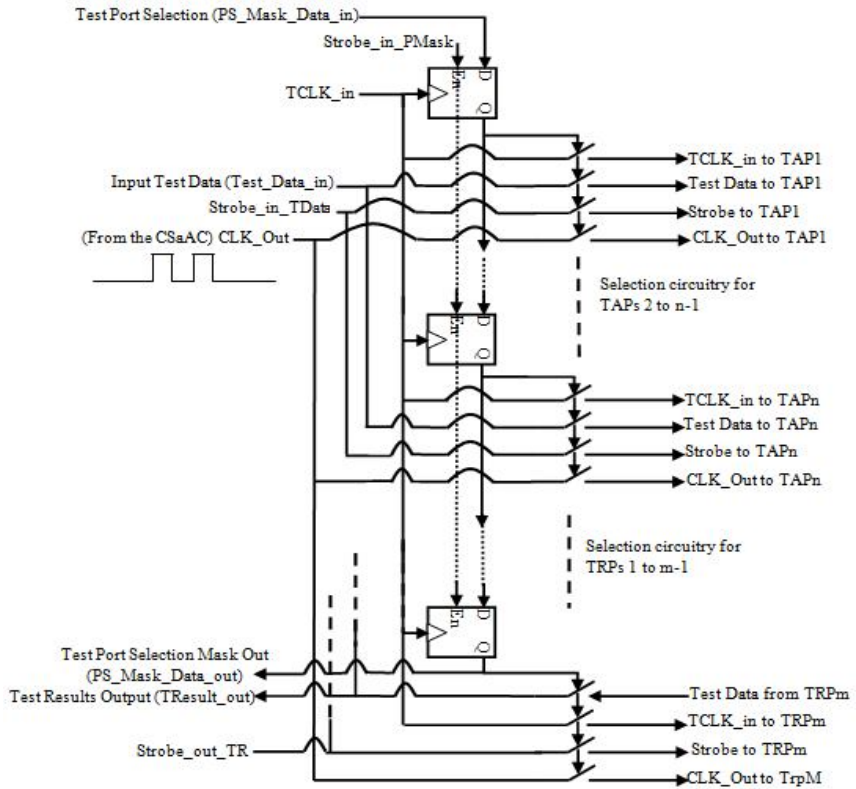 Test Port Selection (PS_Mask_Data_in)
Strobe_in_PMask
En D
Q
TCLK_in
TCLK_in to TAP1
Input Test Data (Test_Data_in)
Test Data to TAP1
Strobe_in_TData
Strobe to TAP1
(From the CSaAC) CLK_Out
CLK_Out to TAP1
Selection circuitry for
TAPs 2 to n-1
En D
Q
TCLK_in to TAPn
Test Data to TAPn
Strobe to TAPn
CLK_Out to TAPn
Selection circuitry for
TRPs 1 to m-1
En D
Q
Test Port Selection Mask Out
(PS_Mask_Data_out)
Test Results Output (TResult_out)
Test Data from TRPm
TCLK_in to TRPm
Strobe_out_TR
Strobe to TRPm
CLK_Out to TrpM